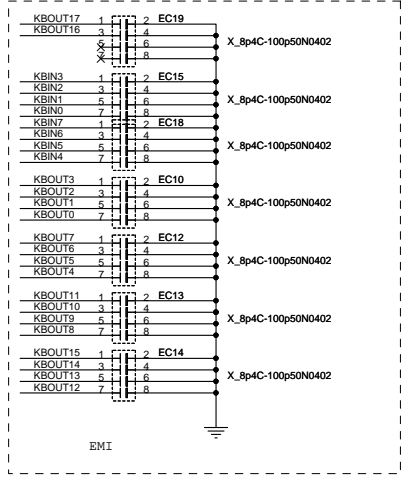 KBOUT17 1 2 EC19
KBOUT16 3 4
5 6 X_8p4C-100p50N0402
7 8
KBIN3 1 2 EC15
KBIN2 3 4
KBIN1 5 6 X_8p4C-100p50N0402
KBIN0 7 8
KBIN7 1 2 EC18
KBIN6 3 4
KBIN5 5 6 X_8p4C-100p50N0402
KBIN4 7 8
KBOUT3 1 2 EC10
KBOUT2 3 4
KBOUT1 5 6 X_8p4C-100p50N0402
KBOUT0 7 8
KBOUT7 1 2 EC12
KBOUT6 3 4
KBOUT5 5 6 X_8p4C-100p50N0402
KBOUT4 7 8
KBOUT11 1 2 EC13
KBOUT10 3 4
KBOUT9 5 6 X_8p4C-100p50N0402
KBOUT8 7 8
KBOUT15 1 2 EC14
KBOUT14 3 4
KBOUT13 5 6 X_8p4C-100p50N0402
KBOUT12 7 8
EMI